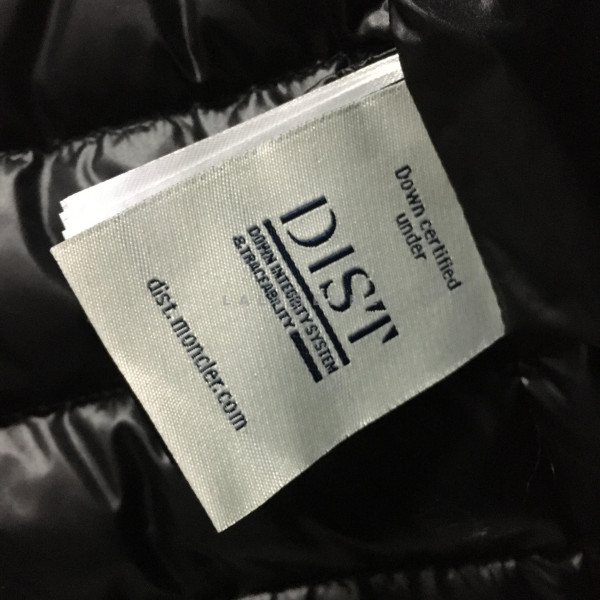 Down certified
under
DIST
DOWN INTEGRITY SYSTEM
& TRACEABILITY
dist.moncler.com